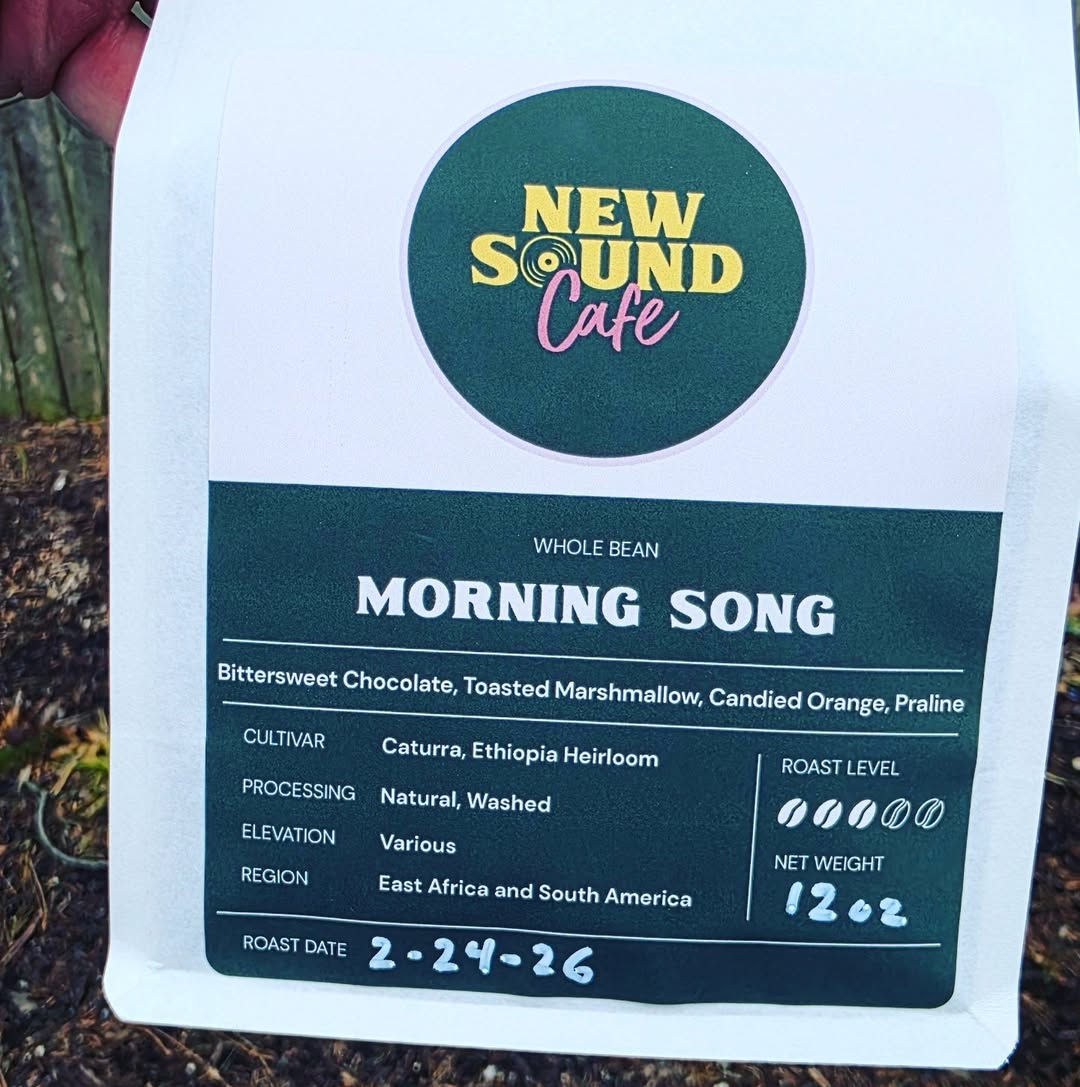 NEW
SOUND
Cafe
WHOLE BEAN
MORNING SONG
Bittersweet Chocolate, Toasted Marshmallow, Candied Orange, Praline
CULTIVAR Caturra, Ethiopia Heirloom
PROCESSING Natural, Washed
ELEVATION Various
REGION East Africa and South America
ROAST LEVEL
NET WEIGHT
12oz
ROAST DATE 2-24-26